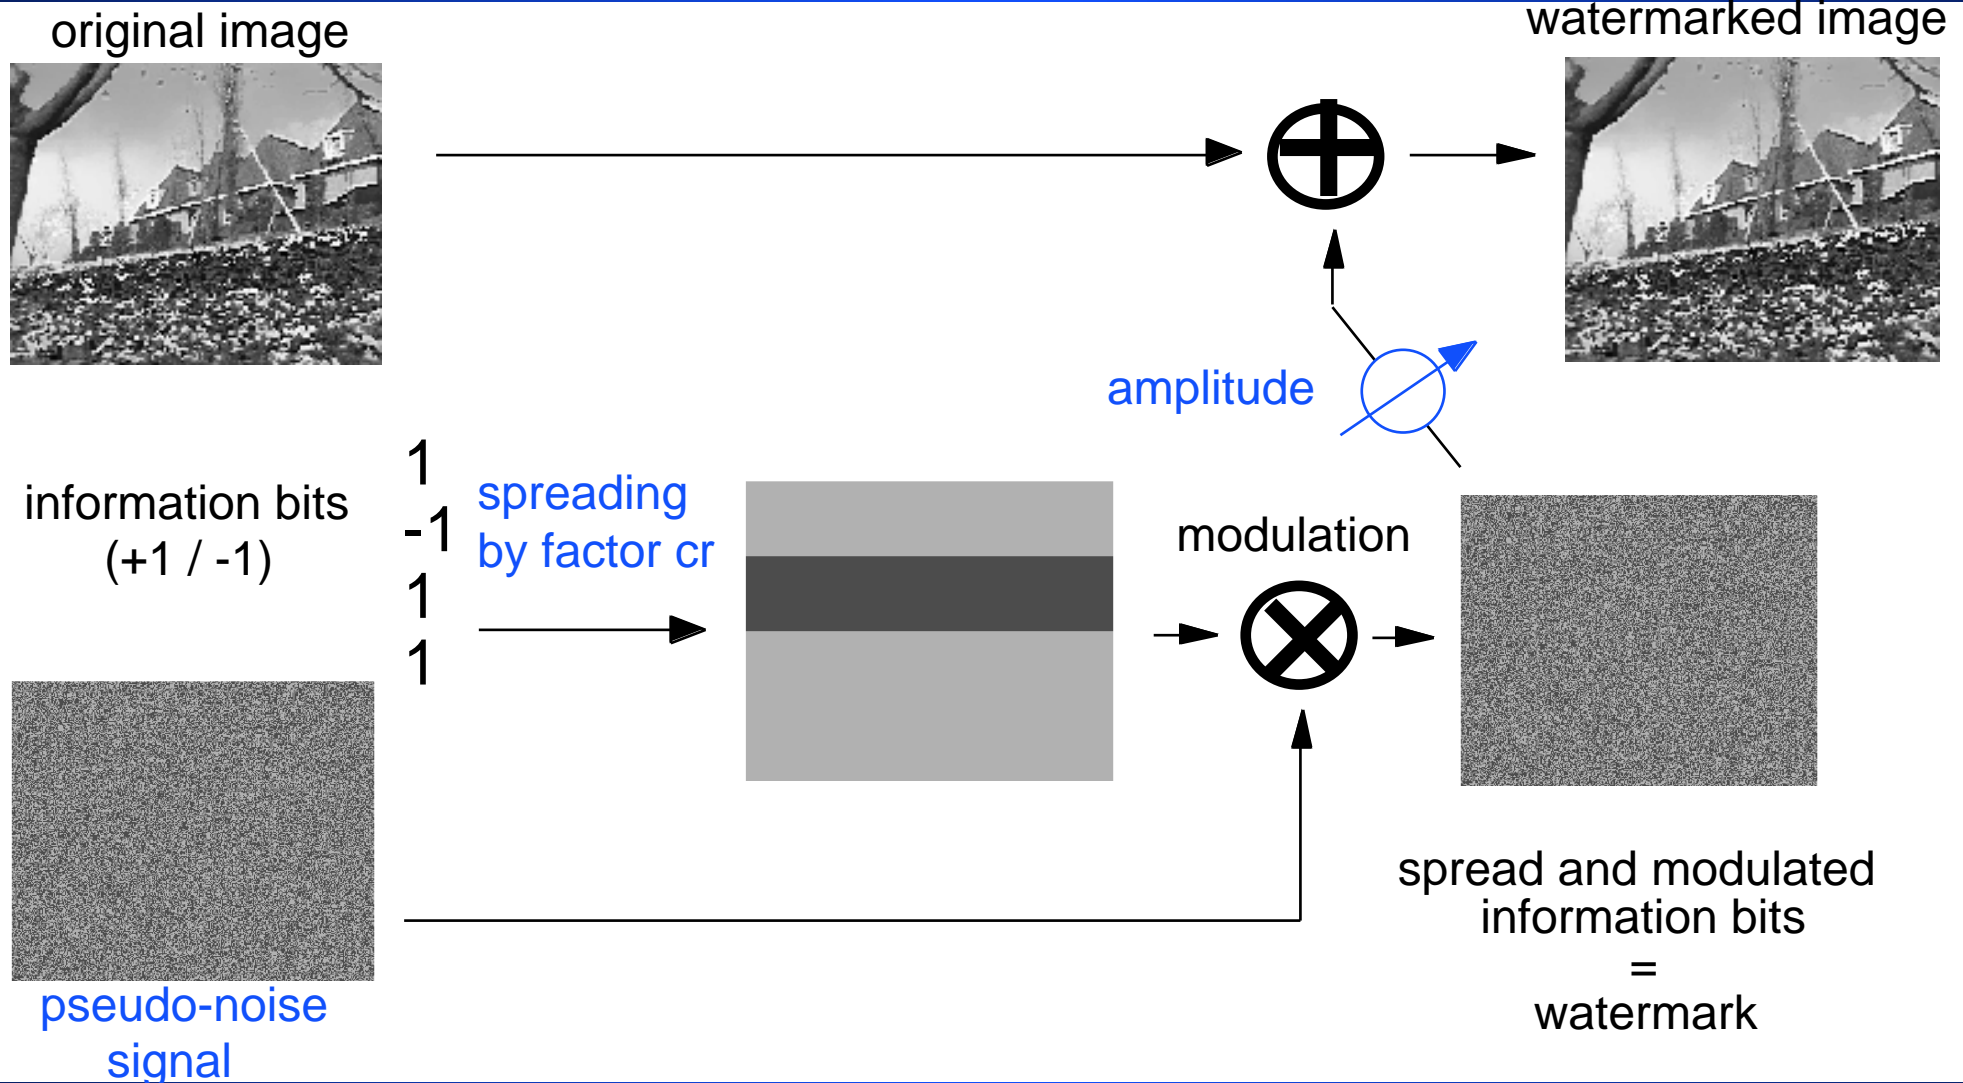 original image
watermarked image
amplitude
information bits
(+1 / -1)
1
-1
1
1
spreading
by factor cr
modulation
pseudo-noise
signal
spread and modulated
information bits
=
watermark